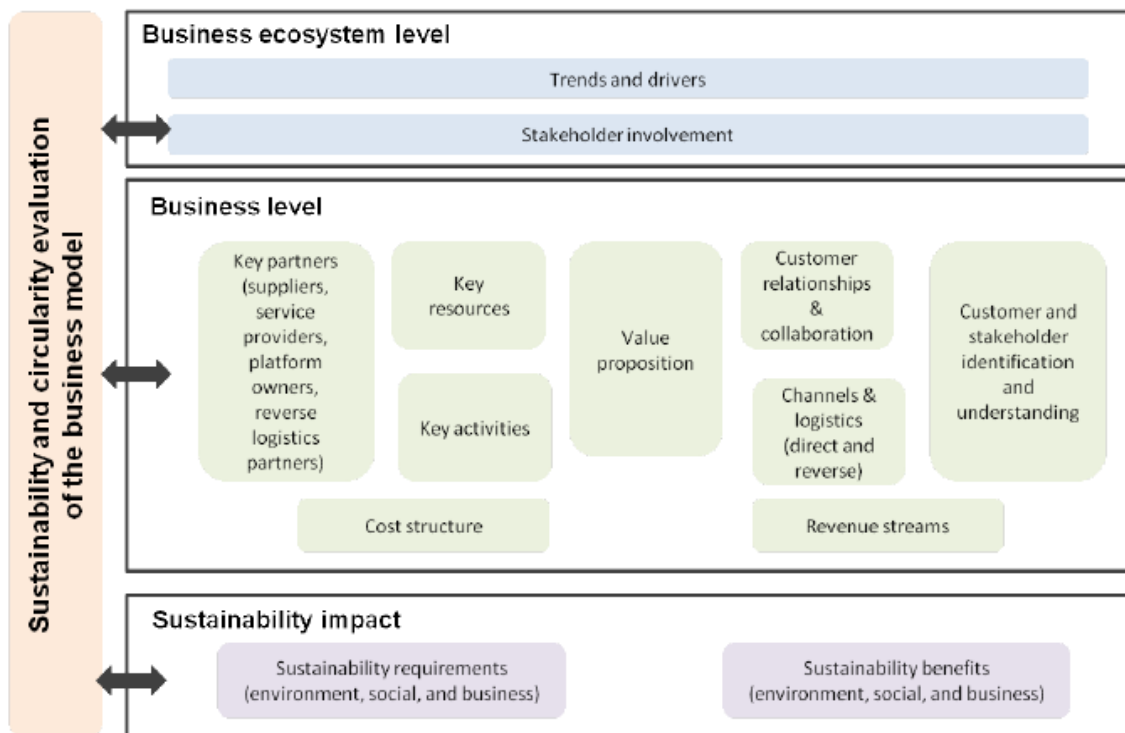 Sustainability and circularity evaluation
of the business model
Business ecosystem level
Trends and drivers
Stakeholder involvement
Business level
Key partners
(suppliers,
service
providers,
platform
owners,
reverse
logistics
partners)
Key
resources
Key activities
Value
proposition
Customer
relationships
&
collaboration
Channels &
logistics
(direct and
reverse)
Customer and
stakeholder
identification
and
understanding
Cost structure
Revenue streams
Sustainability impact
Sustainability requirements
(environment, social, and business)
Sustainability benefits
(environment, social, and business)